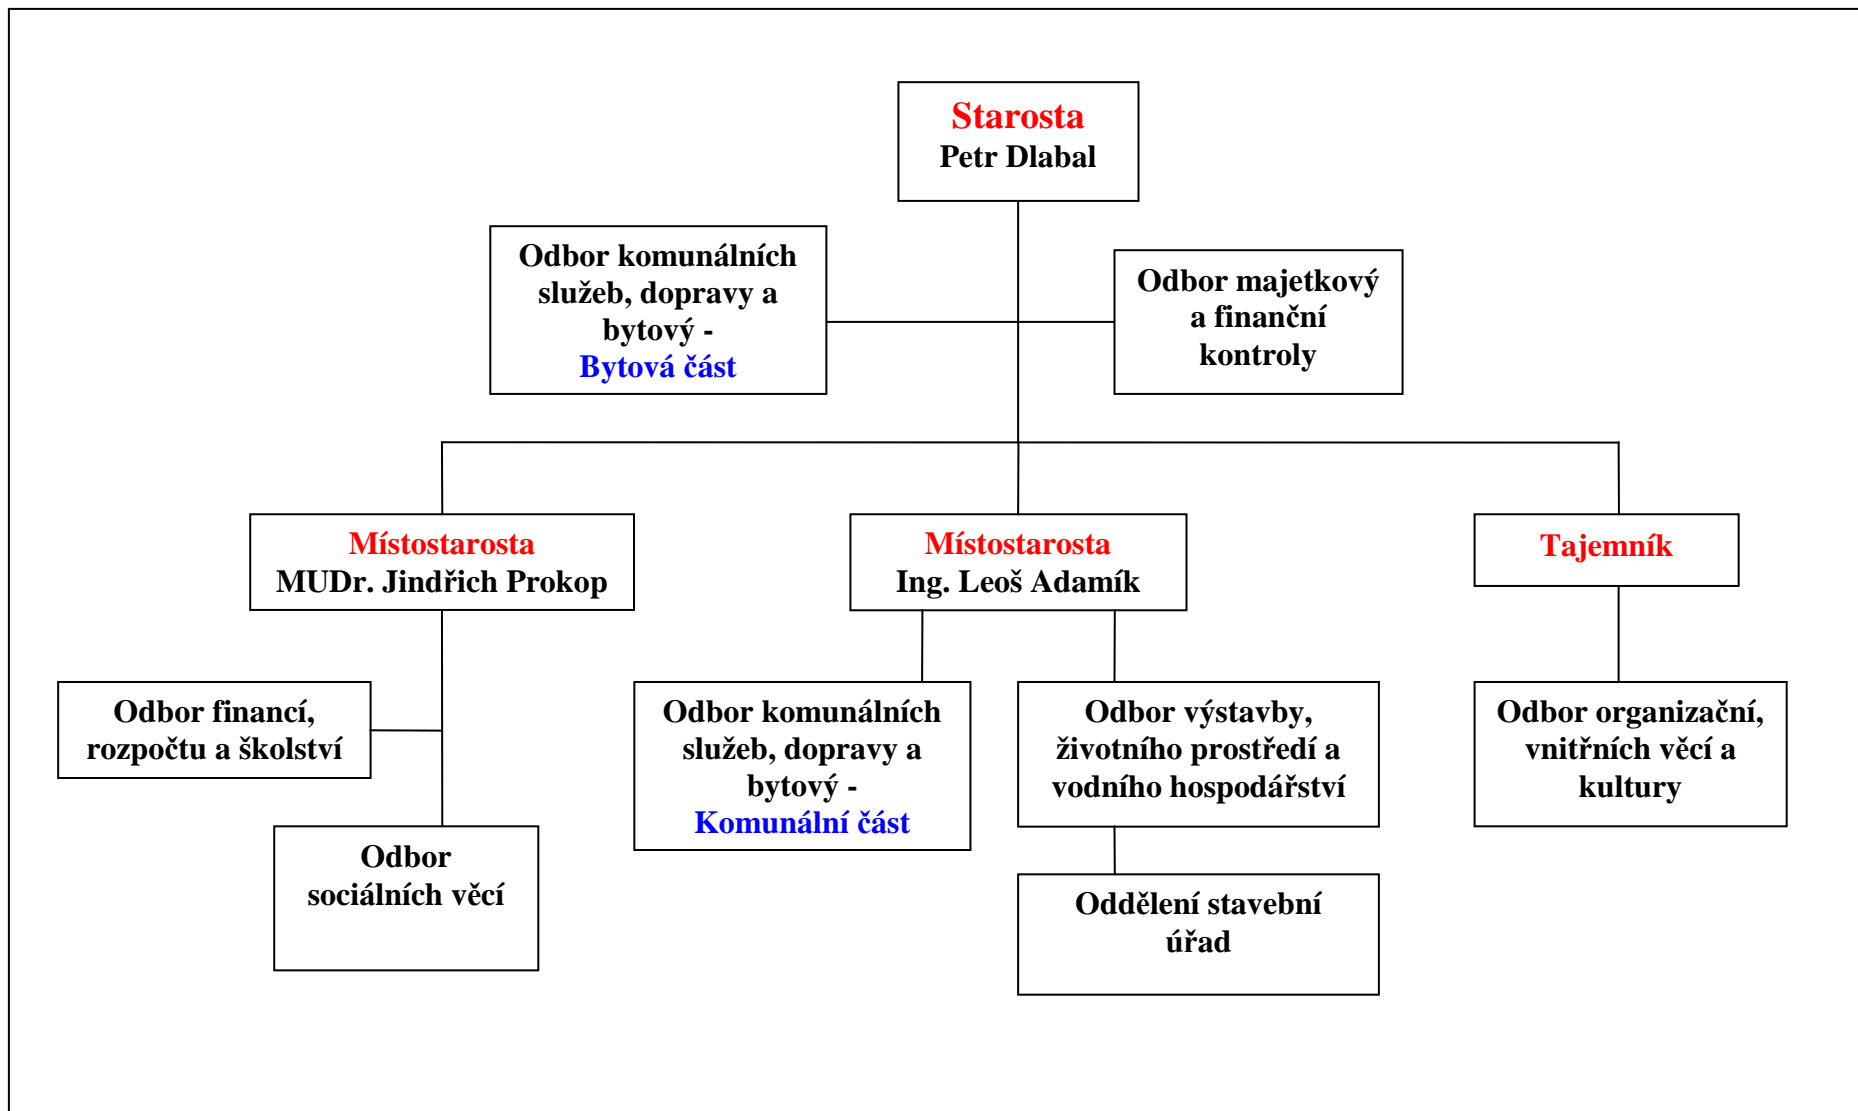 Starosta
Petr Dlabal
Odbor komunálních
služeb, dopravy a
bytový -
Bytová část
Odbor majetkový
a finanční
kontroly
Místostarosta
MUDr. Jindřich Prokop
Místostarosta
Ing. Leoš Adamík
Tajemník
Odbor financí,
rozpočtu a školství
Odbor komunálních
služeb, dopravy a
bytový -
Komunální část
Odbor výstavby,
životního prostředí a
vodního hospodářství
Odbor organizační,
vnitřních věcí a
kultury
Odbor
sociálních věcí
Oddělení stavební
úřad